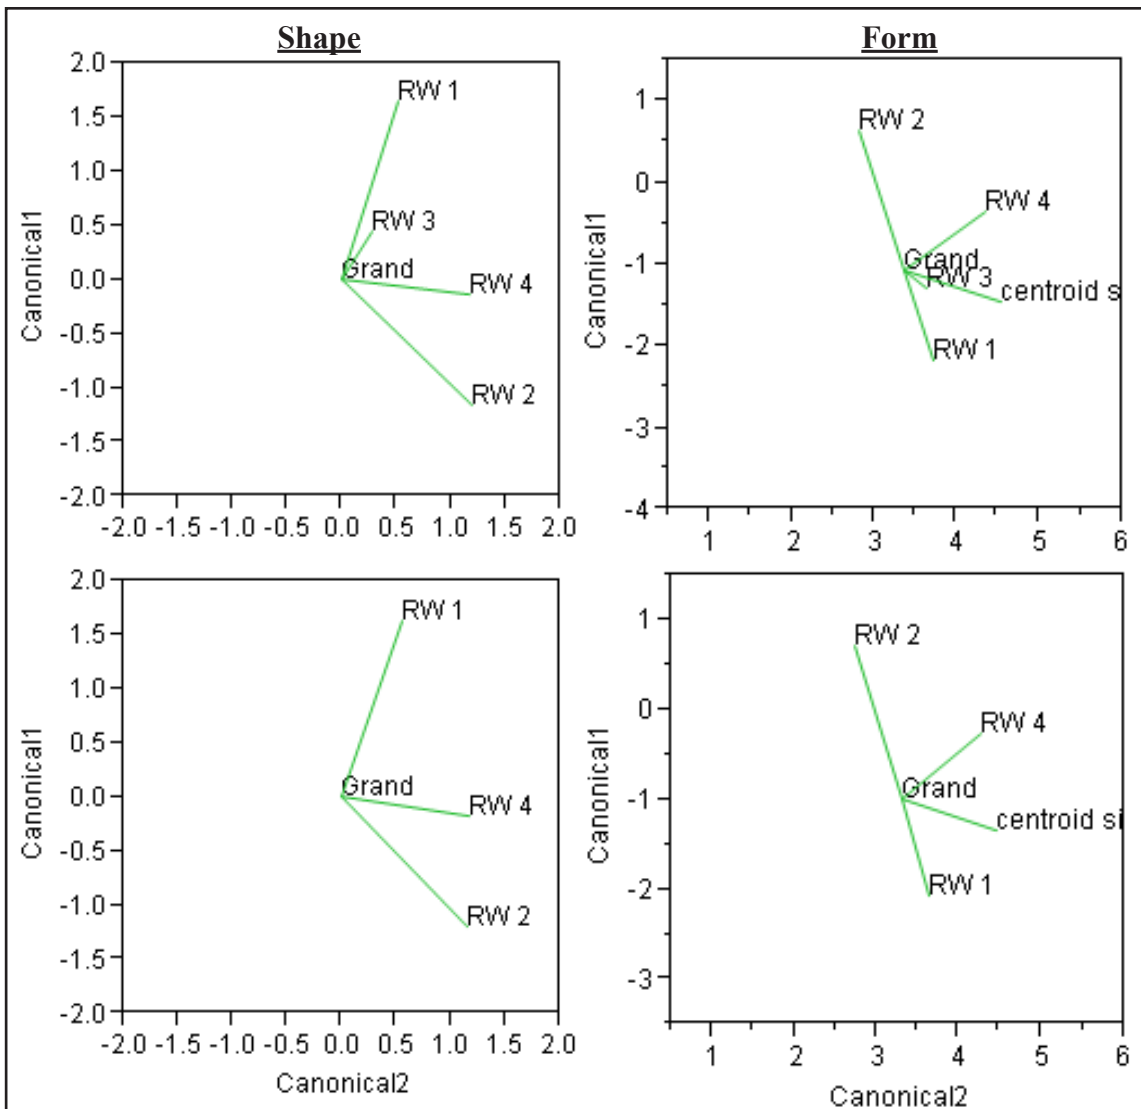 Shape
Form
2.0
1.5
1.0
0.5
0.0
-0.5
-1.0
-1.5
-2.0
Canonical1
RW 1
RW 3
Grand
RW 4
RW 2
-2.0 -1.5 -1.0 -0.5 0.0 0.5 1.0 1.5 2.0
1
0
-1
-2
-3
-4
Canonical1
RW 2
RW 4
Grand
RW 3
centroid s
RW 1
1 2 3 4 5 6
2.0
1.5
1.0
0.5
0.0
-0.5
-1.0
-1.5
-2.0
Canonical1
RW 1
Grand
RW 4
RW 2
-2.0 -1.5 -1.0 -0.5 0.0 0.5 1.0 1.5 2.0
Canonical2
1
0
-1
-2
-3
Canonical1
RW 2
RW 4
Grand
centroid si
RW 1
1 2 3 4 5 6
Canonical2